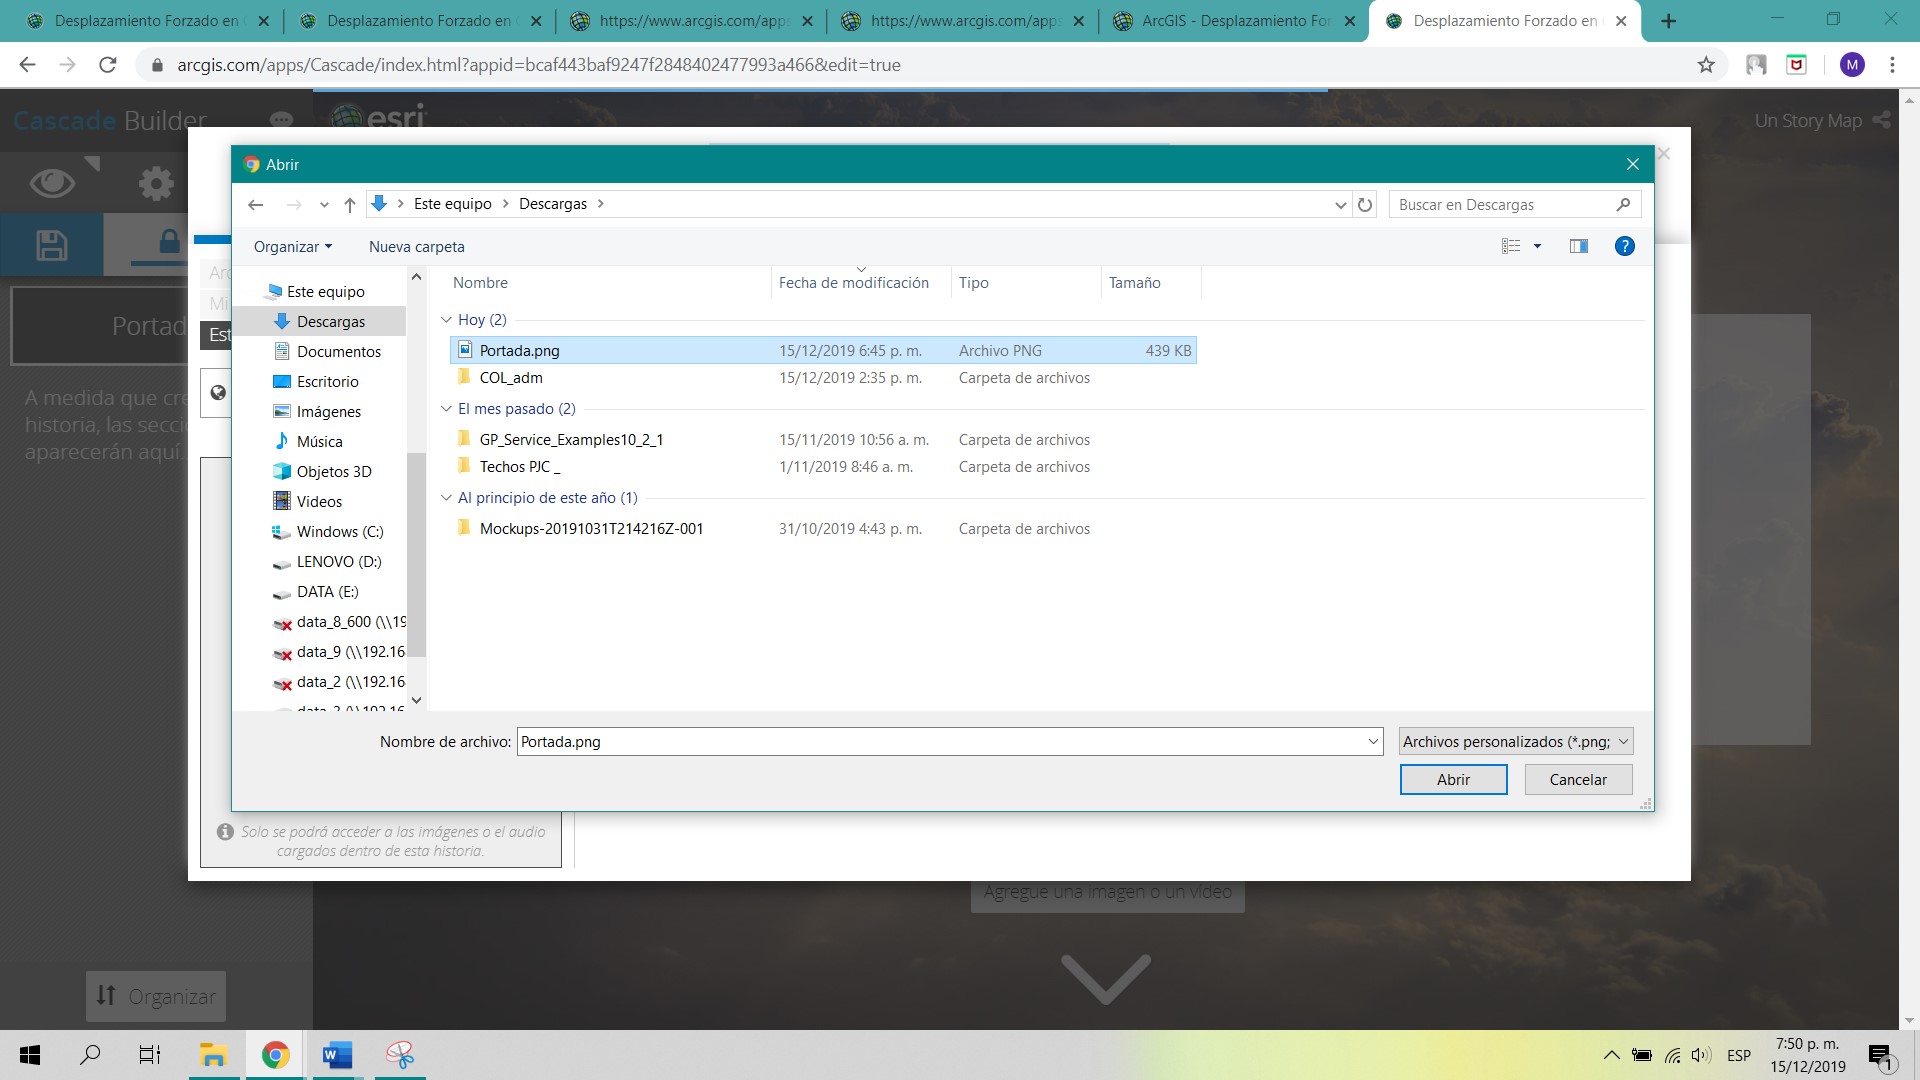 Desplazamiento Forzado en
Desplazamiento Forzado en
https://www.arcgis.com/apps
https://www.arcgis.com/apps
ArcGIS - Desplazamiento For
Desplazamiento Forzado en
arcgis.com/apps/Cascade/index.html?appid=bcaf443baf9247f2848402477993a466&edit=true
M
Cascade Builder
esri
Un Story Map
Abrir
Este equipo
Descargas
Buscar en Descargas
Organizar
Nueva carpeta
?
Este equipo
Descargas
Documentos
Escritorio
Imágenes
Música
Objetos 3D
Videos
Windows (C:)
LENOVO (D:)
DATA (E:)
data_8_600 (\\19
data_9 (\\192.16
data_2 (\\192.16
Nombre
Fecha de modificación
Tipo
Tamaño
Hoy (2)
Portada.png
15/12/2019 6:45 p. m.
Archivo PNG
439 KB
COL_adm
15/12/2019 2:35 p. m.
Carpeta de archivos
El mes pasado (2)
GP_Service_Examples10_2_1
15/11/2019 10:56 a. m.
Carpeta de archivos
Techos PJC _
1/11/2019 8:46 a. m.
Carpeta de archivos
Al principio de este año (1)
Mockups-20191031T214216Z-001
31/10/2019 4:43 p. m.
Carpeta de archivos
Nombre de archivo:
Portada.png
Archivos personalizados (*.png;
Abrir
Cancelar
Portad
Mi
Est
A medida que cre
historia, las secci
aparecerán aquí.
Solo se podrá acceder a las imágenes o el audio
cargados dentro de esta historia.
Agregue una imagen o un vídeo
Organizar
ESP
7:50 p. m.
15/12/2019
1